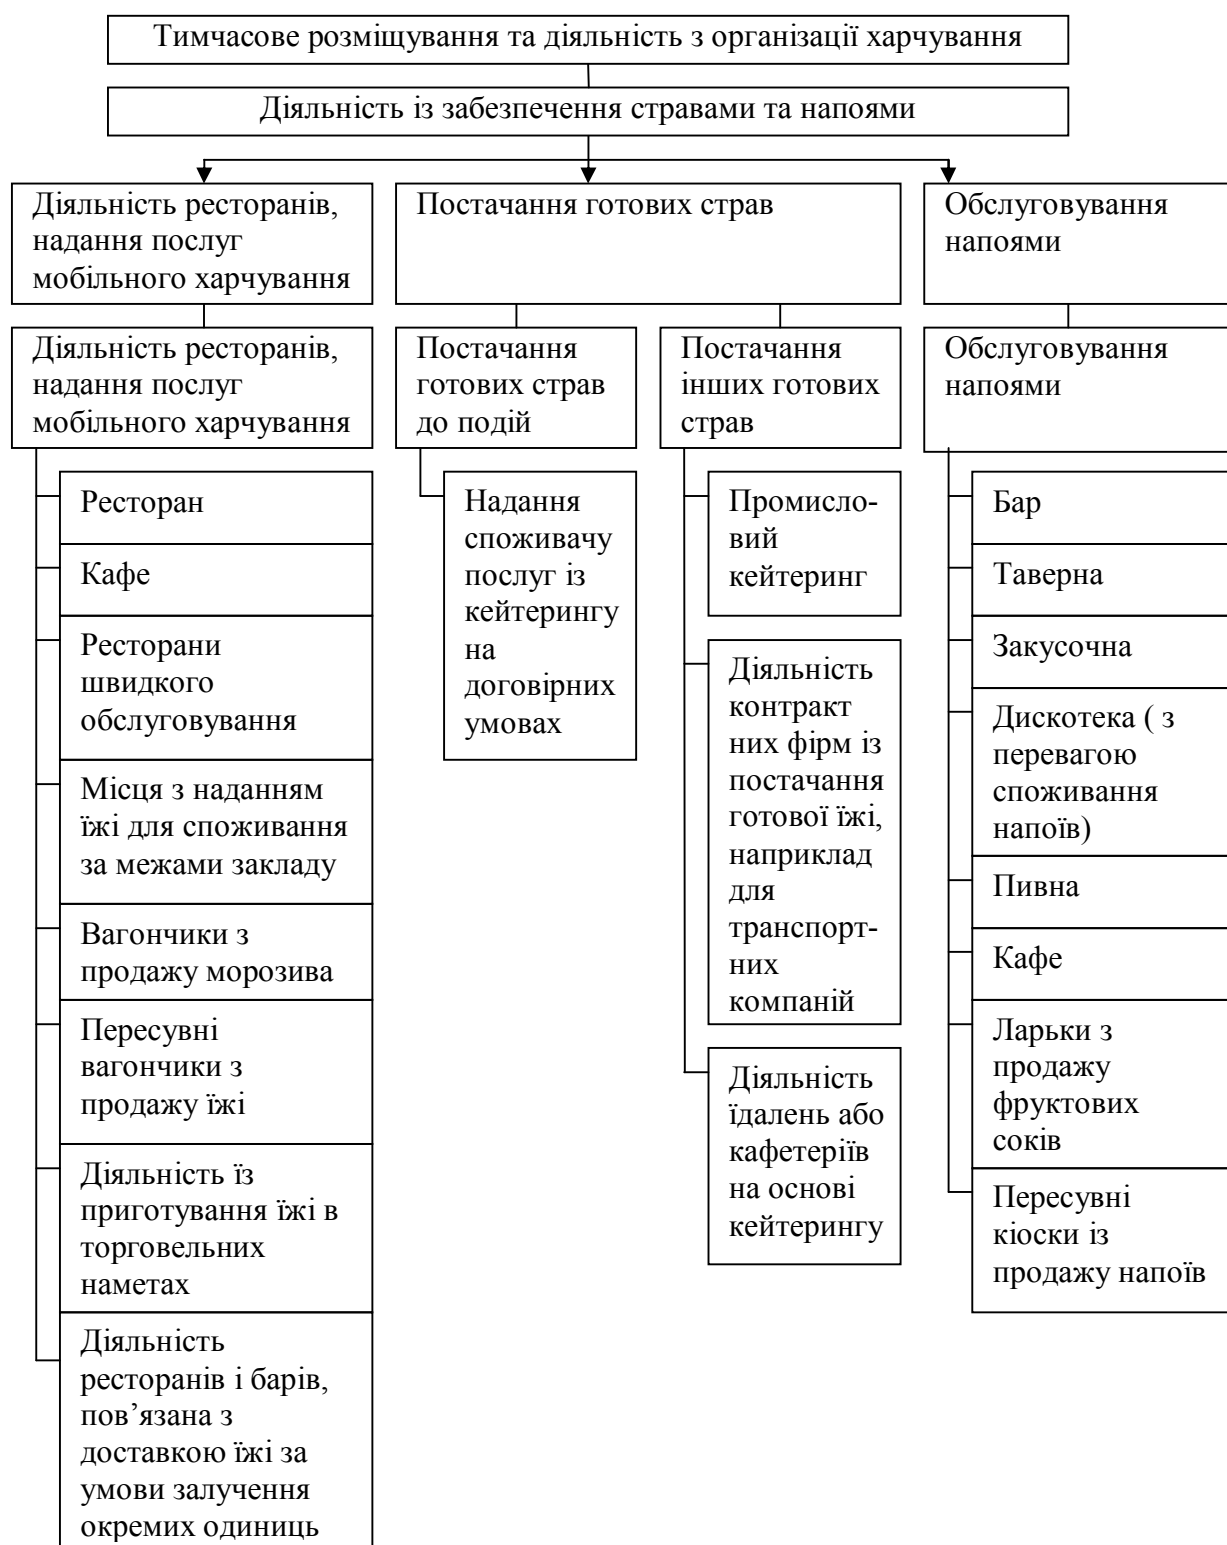 Тимчасове розміщування та діяльність з організації харчування
Діяльність із забезпечення стравами та напоями
Діяльність ресторанів,
надання послуг
мобільного харчування
Постачання готових страв
Обслуговування
напоями
Діяльність ресторанів,
надання послуг
мобільного харчування
Постачання
готових страв
до подій
Постачання
інших готових
страв
Обслуговування
напоями
Ресторан
Кафе
Ресторани
швидкого
обслуговування
Місця з наданням
їжі для споживання
за межами закладу
Вагончики з
продажу морозива
Пересувні
вагончики з
продажу їжі
Діяльність їз
приготування їжі в
торговельних
наметах
Діяльність
ресторанів і барів,
пов’язана з
доставкою їжі за
умови залучення
окремих одиниць
Надання
споживачу
послуг із
кейтерингу
на
договірних
умовах
Промисло-
вий
кейтеринг
Діяльність
контракт
них фірм із
постачання
готової їжі,
наприклад
для
транспорт-
них
компаній
Діяльність
їдалень або
кафетеріїв
на основі
кейтерингу
Бар
Таверна
Закусочна
Дискотека ( з
перевагою
споживання
напоїв)
Пивна
Кафе
Ларьки з
продажу
фруктових
соків
Пересувні
кіоски із
продажу напоїв